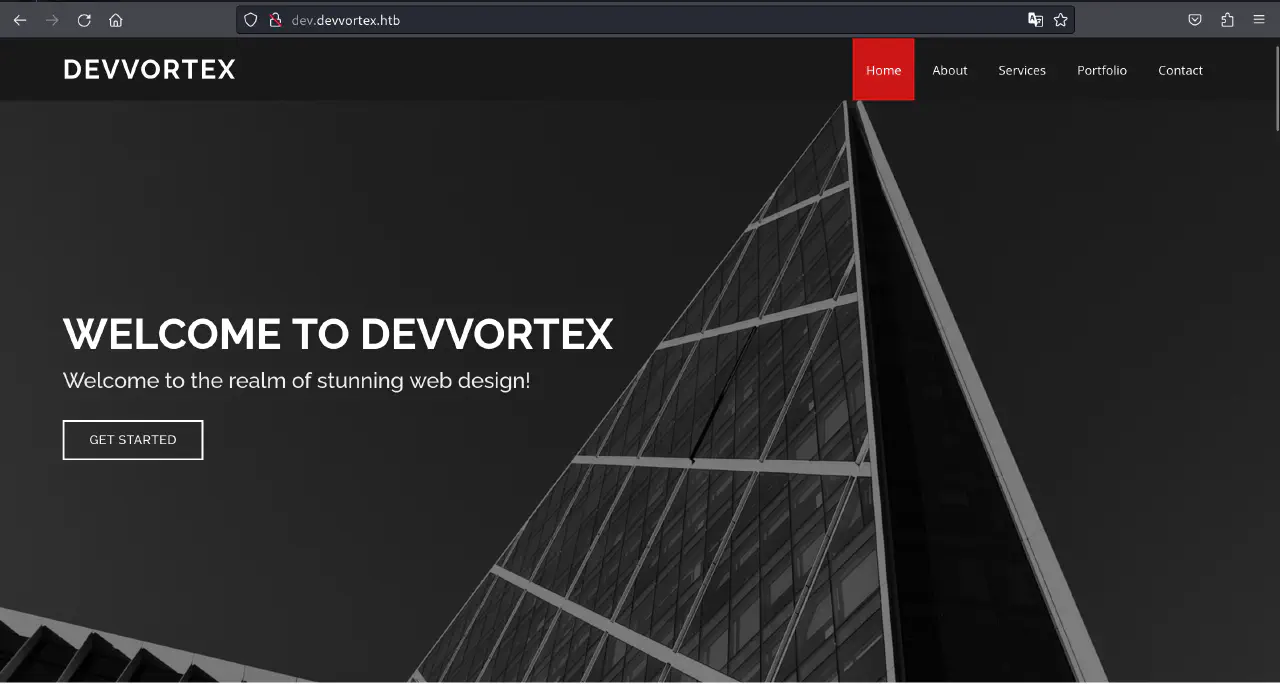 dev.devvortex.htb
DEVVORTEX
Home About Services Portfolio Contact
WELCOME TO DEVVORTEX
Welcome to the realm of stunning web design!
GET STARTED